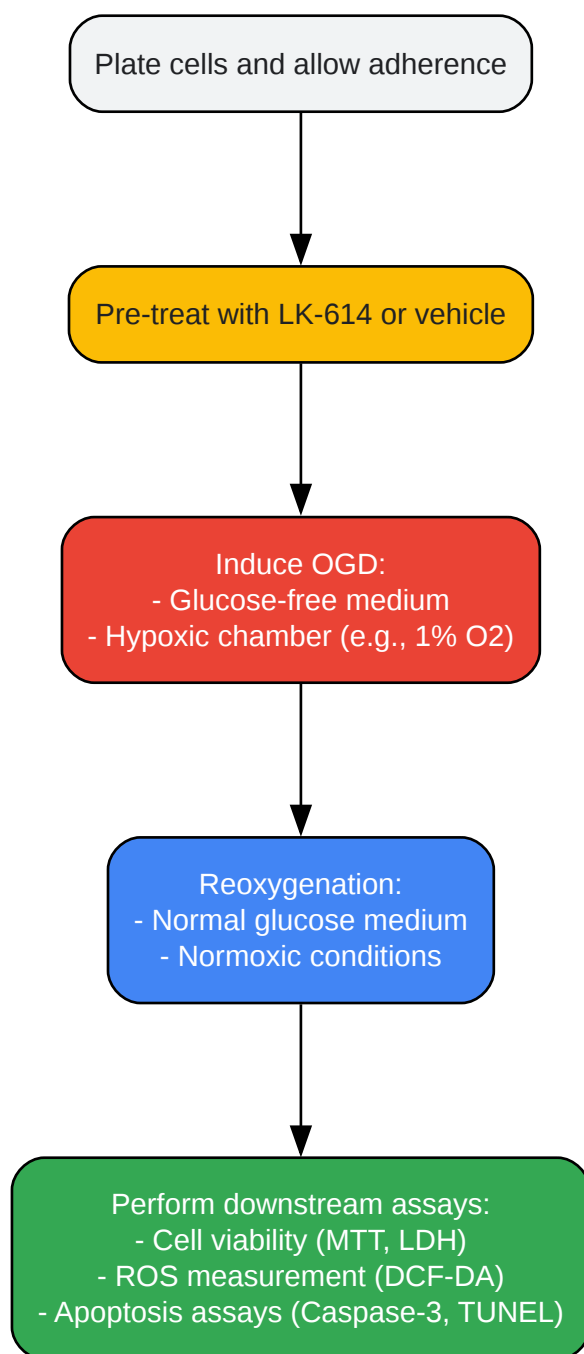 Plate cells and allow adherence
Pre-treat with LK-614 or vehicle
Induce OGD:
- Glucose-free medium
- Hypoxic chamber (e.g., 1% O2)
Reoxygenation:
- Normal glucose medium
- Normoxic conditions
Perform downstream assays:
- Cell viability (MTT, LDH)
- ROS measurement (DCF-DA)
- Apoptosis assays (Caspase-3, TUNEL)